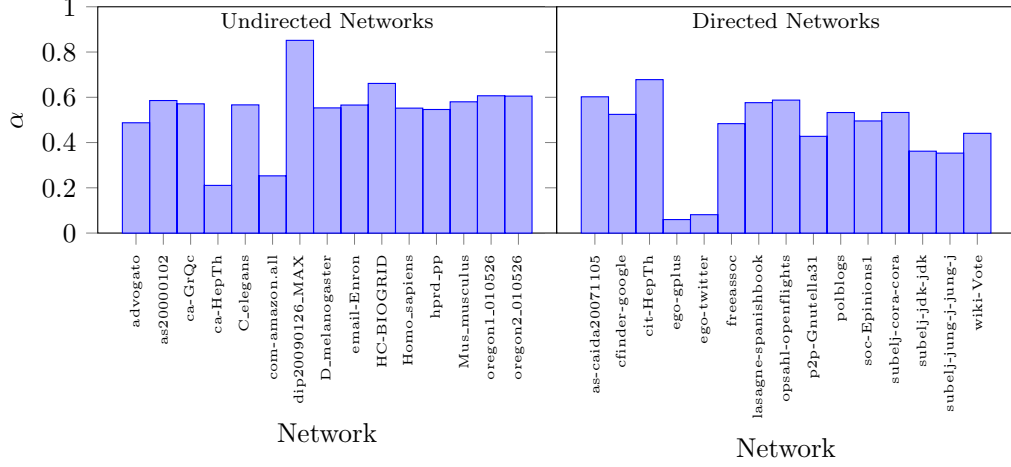 Undirected Networks
Directed Networks
1
0.8
0.6
0.4
0.2
0
α
advogato
as20000102
ca-GrQc
ca-HepTh
C_elegans
com-amazon.all
dip20090126_MAX
D_melanogaster
email-Enron
HC-BIOGRID
Homo_sapiens
hprd_pp
Mus_musculus
oregon1_010526
oregon2_010526
Network
as-caida20071105
cfinder-google
cit-HepTh
ego-gplus
ego-twitter
freeassoc
lasagne-spanishbook
opsahl-openflights
p2p-Gnutella31
polblogs
soc-Epinions1
subelj-cora-cora
subelj-jdk-jdk
subelj-jung-j-jung-j
wiki-Vote
Network